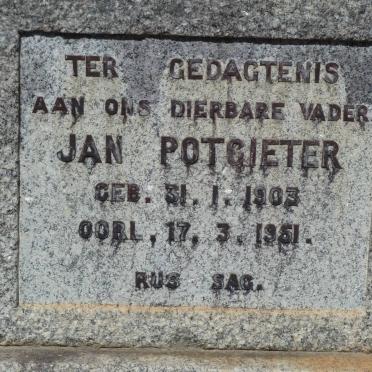 TER GEDAGTENIS
AAN ONS DIERBARE VADER
JAN POTGIETER
GEB. 31. 1. 1903
OORL. 17. 3. 1951.
RUS SAG.